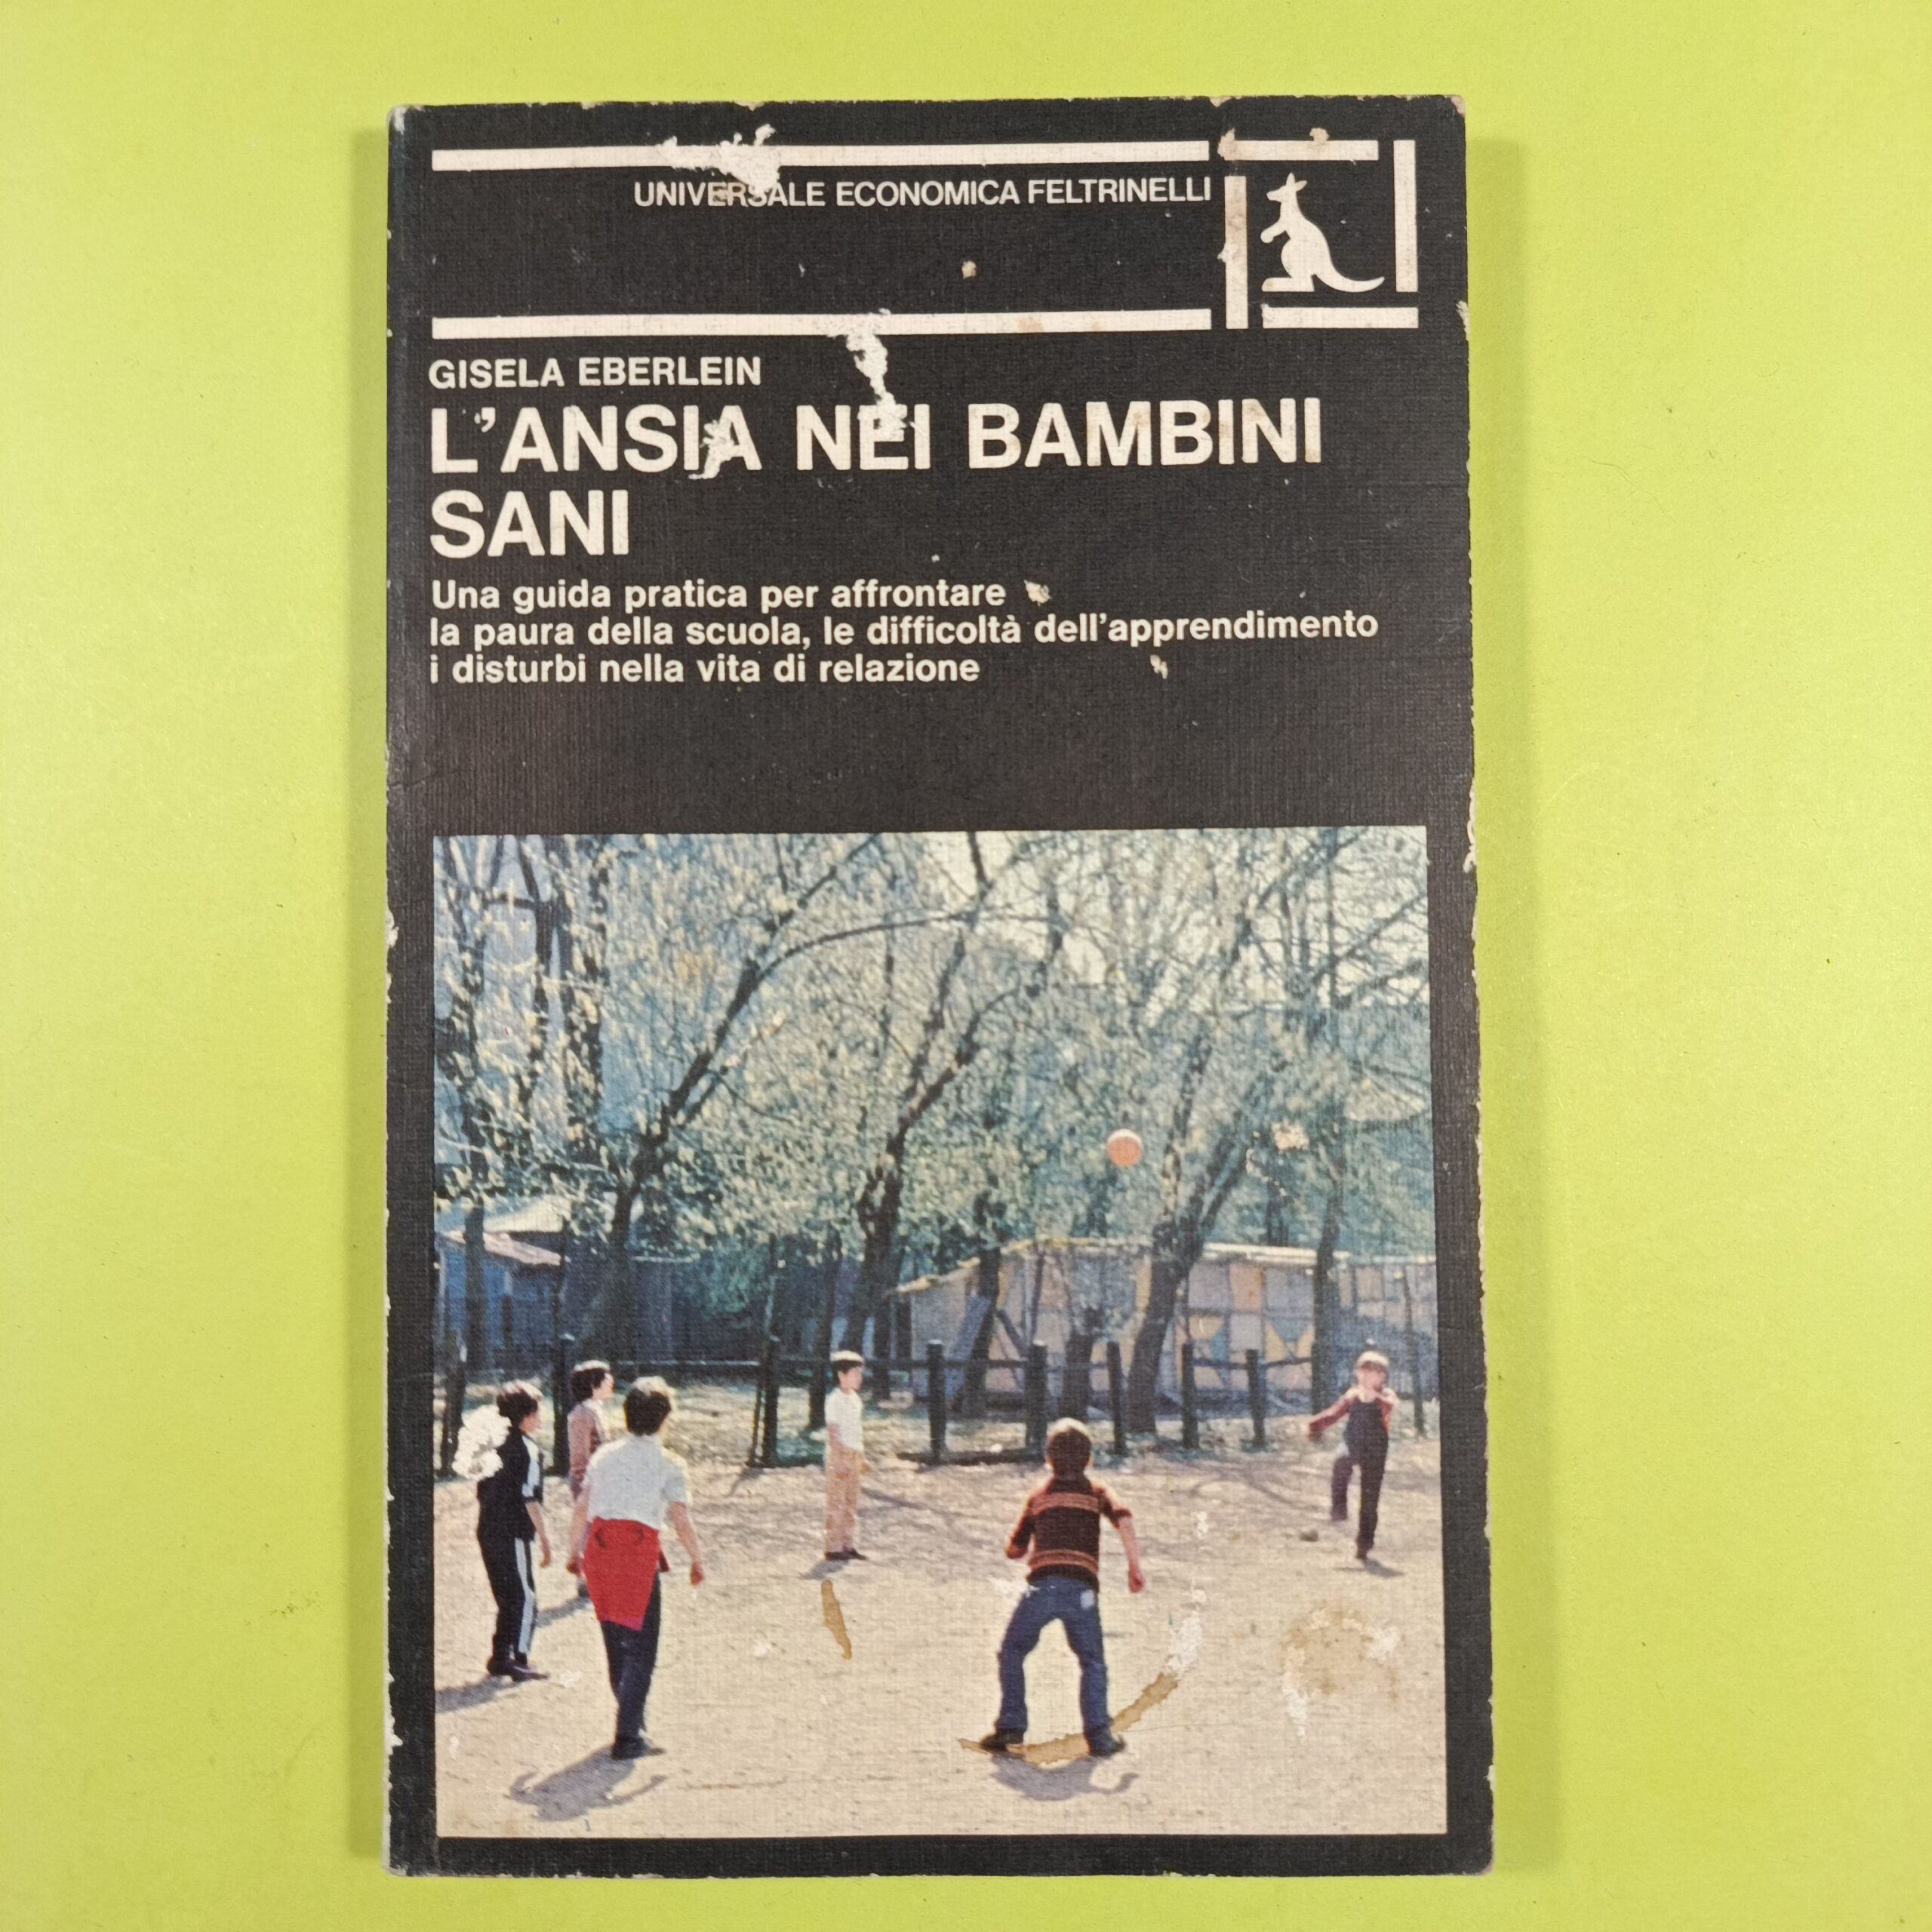 UNIVERSALE ECONOMICA FELTRINELLI
GISELA EBERLEIN
L'ANSIA NEI BAMBINI
SANI
Una guida pratica per affrontare
la paura della scuola, le difficoltà dell'apprendimento
i disturbi nella vita di relazione